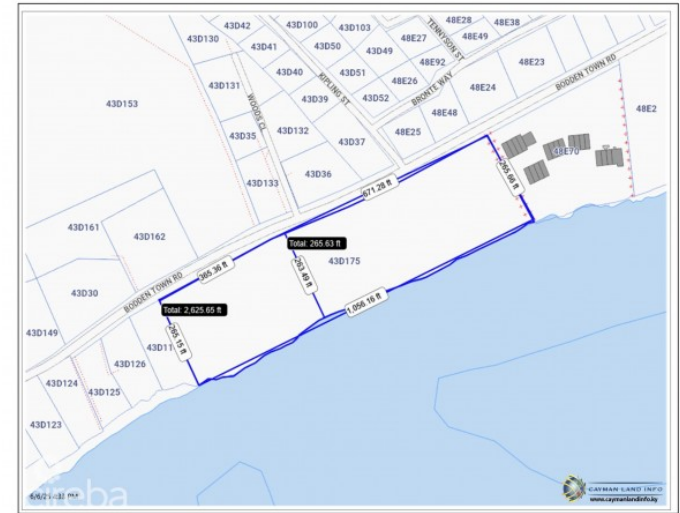 43D42
43D100
43D103
48E28
48E38
43D130
43D41
43D50
43D49
48E27
TENNYSON ST
48E49
43D40
43D51
48E92
48E23
43D131
KIPLING ST
48E26
BRONTE WAY
48E24
BODDEN TOWN RD
43D153
WOODS CL
43D39
43D52
48E48
48E2
43D35
43D132
43D37
48E25
48E70
43D133
43D36
671.28 ft
265.66 ft
43D161
43D162
Total: 265.63 ft
43D175
263.49 ft
365.36 ft
BODDEN TOWN RD
43D30
Total: 2,625.65 ft
1,056.16 ft
265.15 ft
43D149
43D11
43D126
43D124
43D125
43D123
cireba
CAYMAN LAND INFO
www.caymanlandinfo.ky